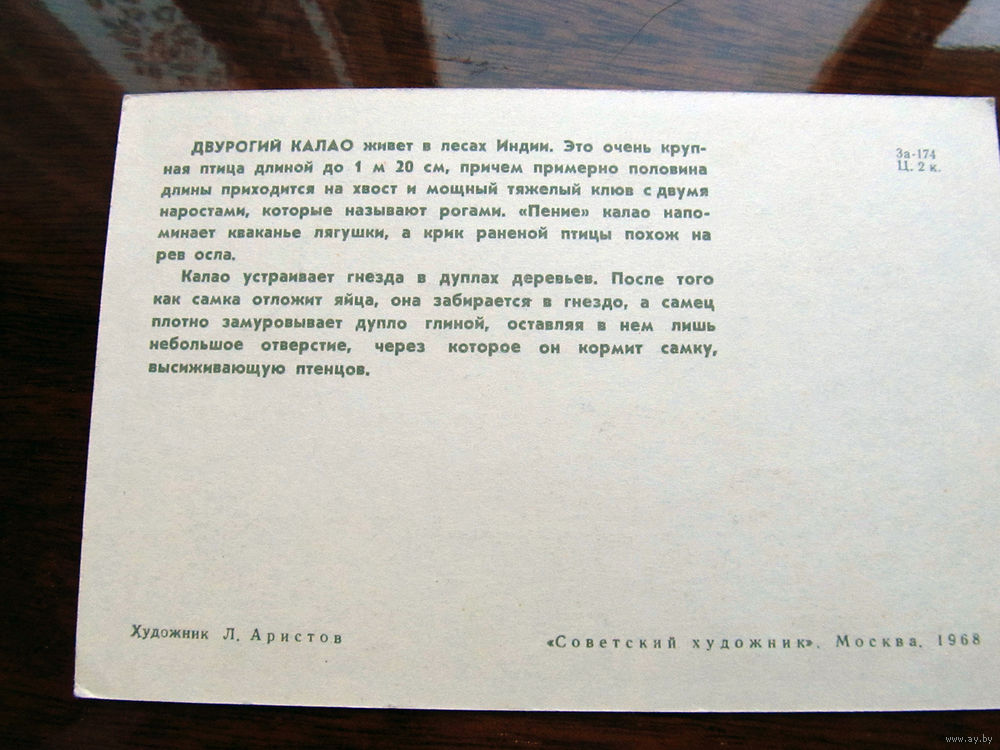 ДВУРОГИЙ КАЛАО живет в лесах Индии. Это очень круп-
ная птица длиной до 1 м 20 см, причем примерно половина
длины приходится на хвост и мощный тяжелый клюв с двумя
наростами, которые называют рогами. «Пение» калао напо-
минает кваканье лягушки, а крик раненой птицы похож на
рев осла.
Калао устраивает гнезда в дуплах деревьев. После того
как самка отложит яйца, она забирается в гнездо, а самец
плотно замуровывает дупло глиной, оставляя в нем лишь
небольшое отверстие, через которое он кормит самку,
высиживающую птенцов.
За-174
Ц. 2 к.
Художник Л. Аристов
«Советский художник». Москва. 1968
www.ay.by